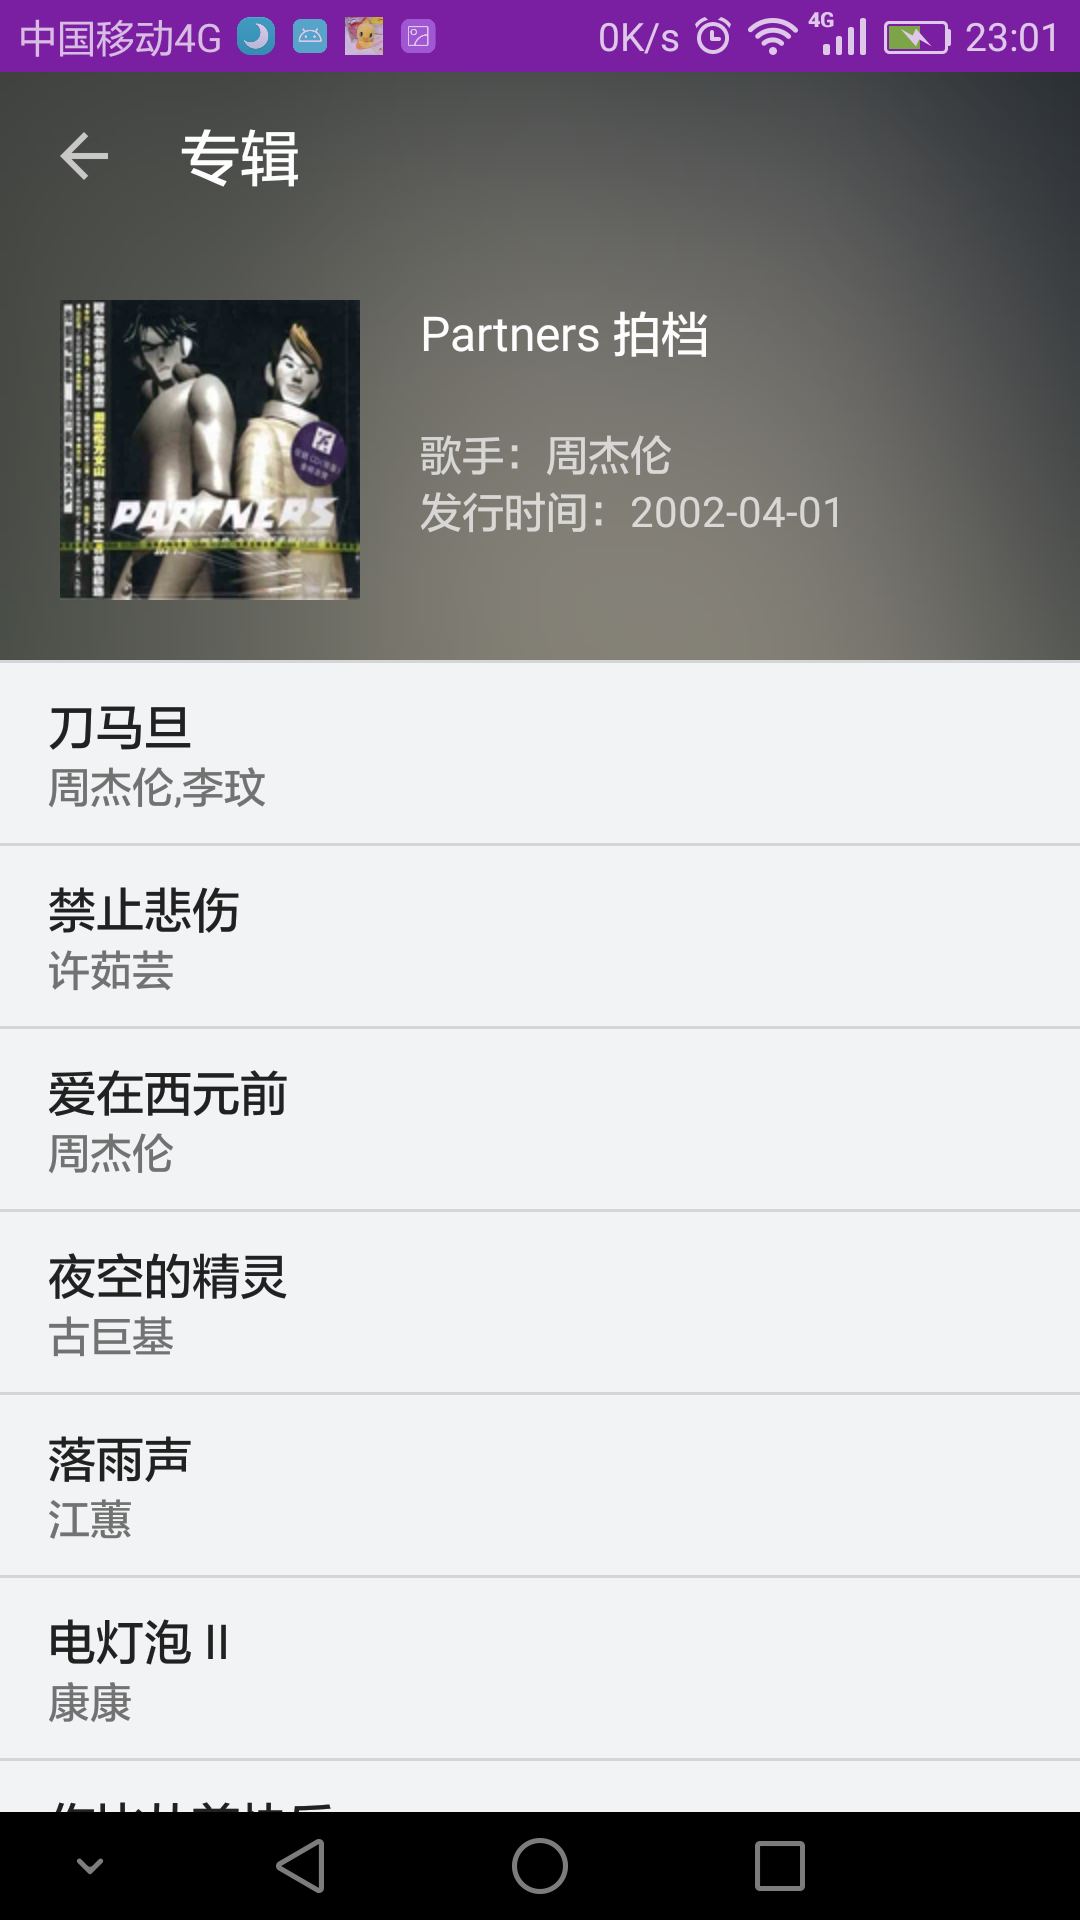 中国移动4G 0K/s 4G 23:01
专辑
Partners 拍档
歌手：周杰伦
发行时间：2002-04-01
PARTNERS
刀马旦
周杰伦,李玟
禁止悲伤
许茹芸
爱在西元前
周杰伦
夜空的精灵
古巨基
落雨声
江蕙
电灯泡 II
康康